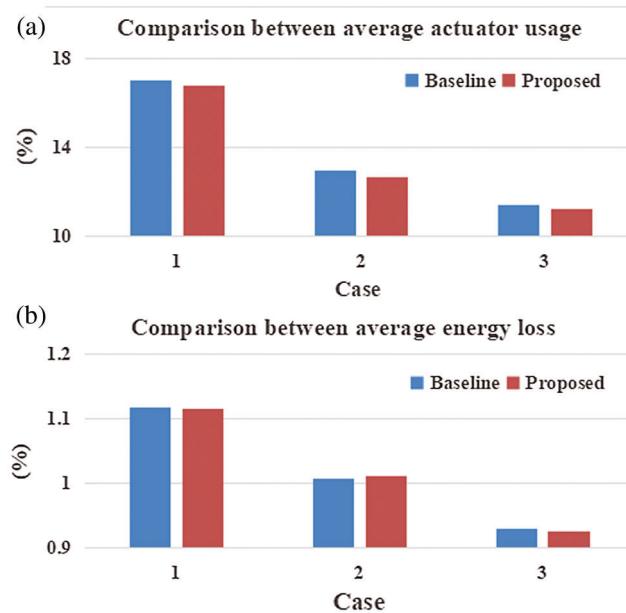 (a)
Comparison between average actuator usage
18
Baseline Proposed
14
(%)
10
1 2 3
Case
(b)
Comparison between average energy loss
1.2
Baseline Proposed
1.1
(%)
1
0.9
1 2 3
Case